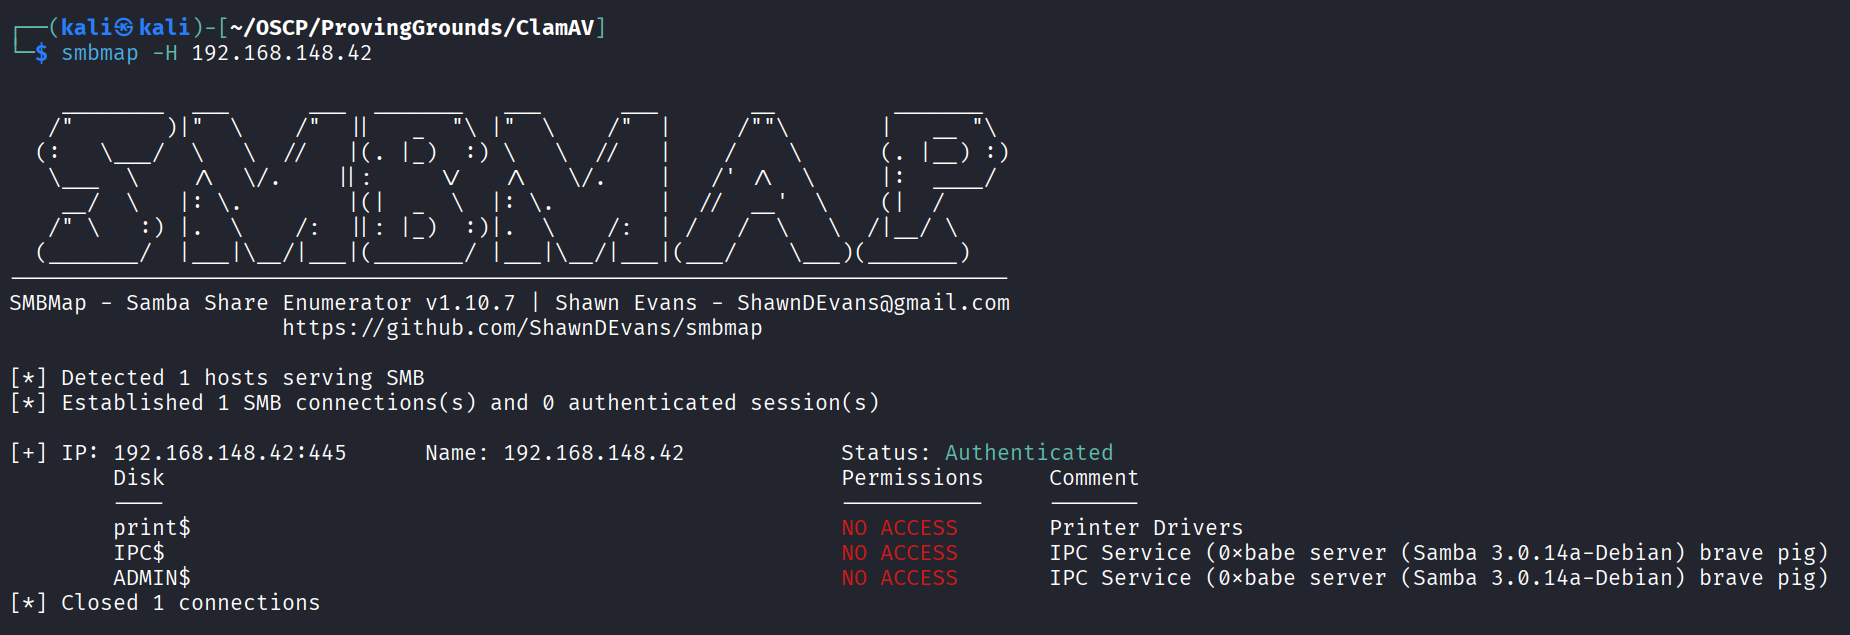 ┌──(kali㉿kali)-[~/OSCP/ProvingGrounds/ClamAV]
└─$ smbmap -H 192.168.148.42
SMBMap - Samba Share Enumerator v1.10.7 | Shawn Evans - ShawnDEvans@gmail.com
https://github.com/ShawnDEvans/smbmap
[*] Detected 1 hosts serving SMB
[*] Established 1 SMB connections(s) and 0 authenticated session(s)
[+] IP: 192.168.148.42:445 Name: 192.168.148.42 Status: Authenticated
Disk Permissions Comment
---- ----------- -------
print$ NO ACCESS Printer Drivers
IPC$ NO ACCESS IPC Service (0×babe server (Samba 3.0.14a-Debian) brave pig)
ADMIN$ NO ACCESS IPC Service (0×babe server (Samba 3.0.14a-Debian) brave pig)
[*] Closed 1 connections